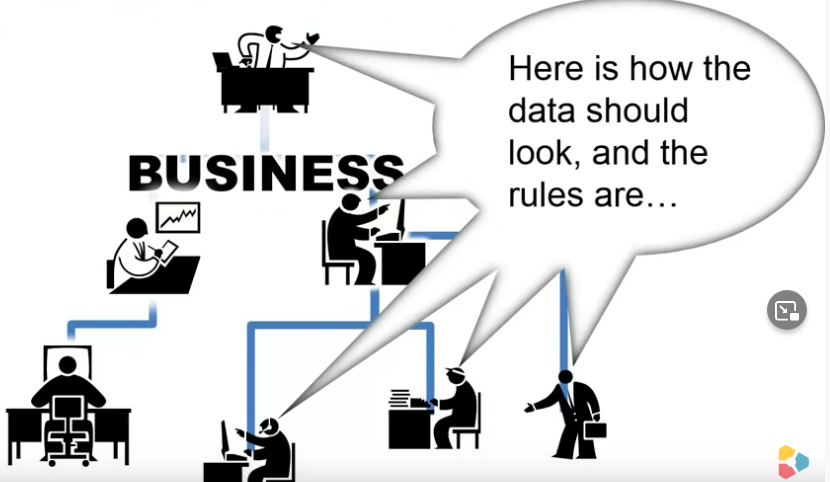 Here is how the
data should
look, and the
rules are…
BUSINESS